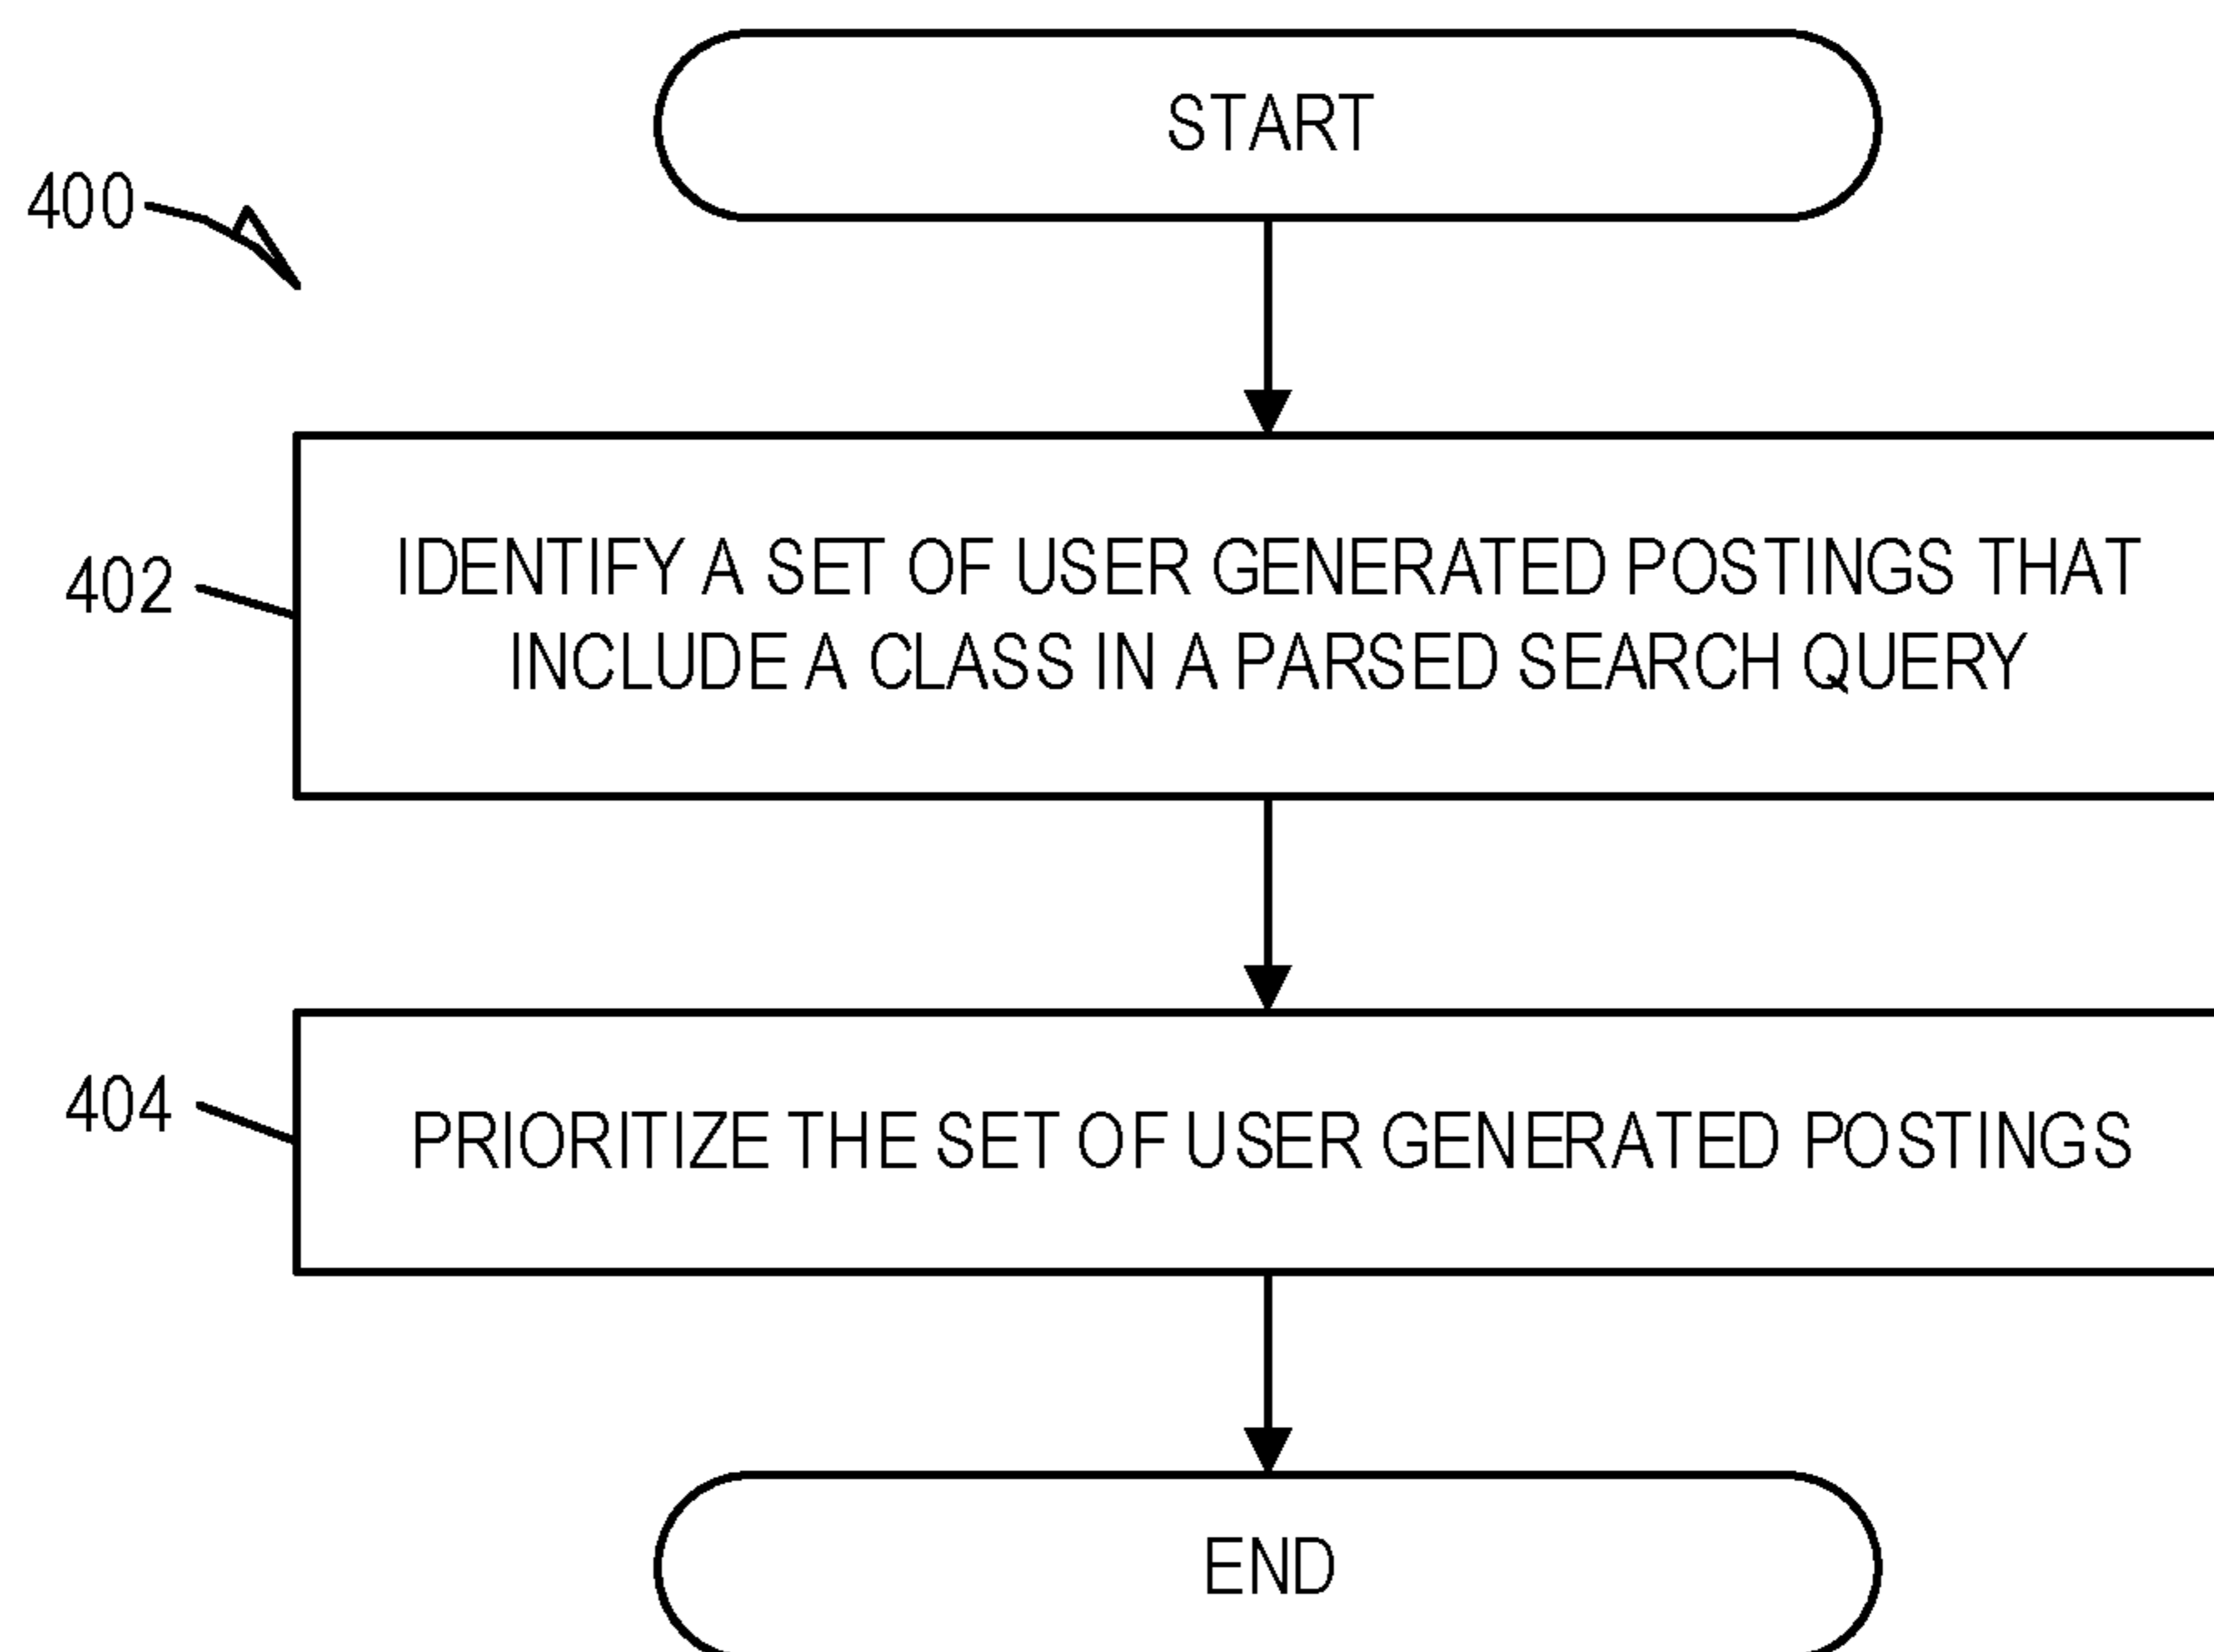 START
400
402
IDENTIFY A SET OF USER GENERATED POSTINGS THAT
INCLUDE A CLASS IN A PARSED SEARCH QUERY
404
PRIORITIZE THE SET OF USER GENERATED POSTINGS
END